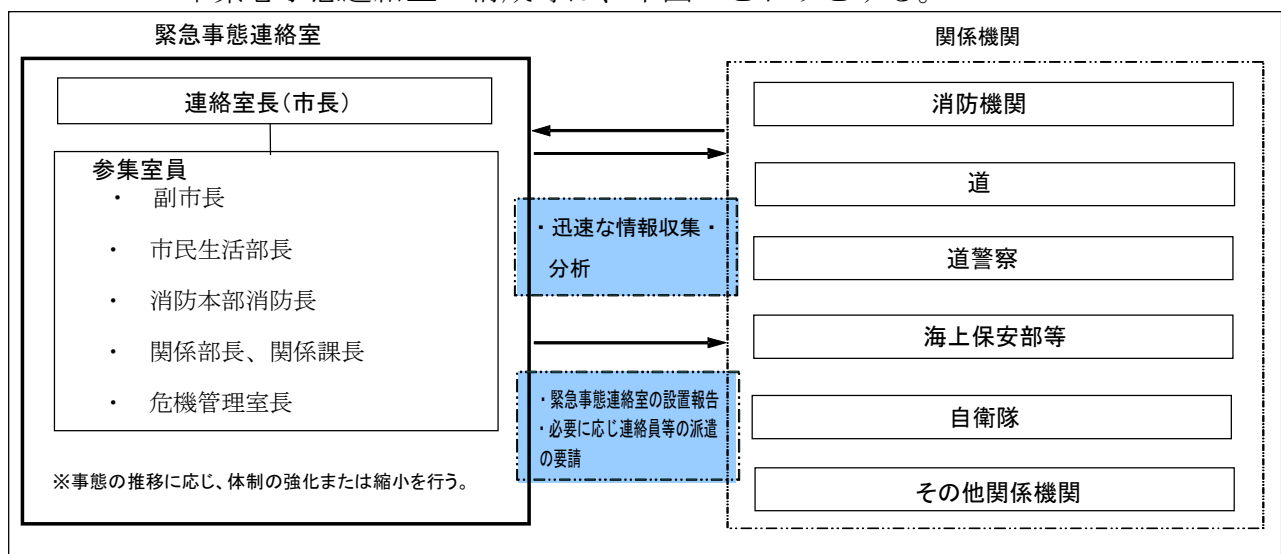 緊急事態連絡室
連絡室長(市長)
参集室員
・ 副市長
・ 市民生活部長
・ 消防本部消防長
・ 関係部長、関係課長
・ 危機管理室長
※事態の推移に応じ、体制の強化または縮小を行う。
・迅速な情報収集・
分析
・緊急事態連絡室の設置報告
・必要に応じ連絡員等の派遣
の要請
関係機関
消防機関
道
道警察
海上保安部等
自衛隊
その他関係機関